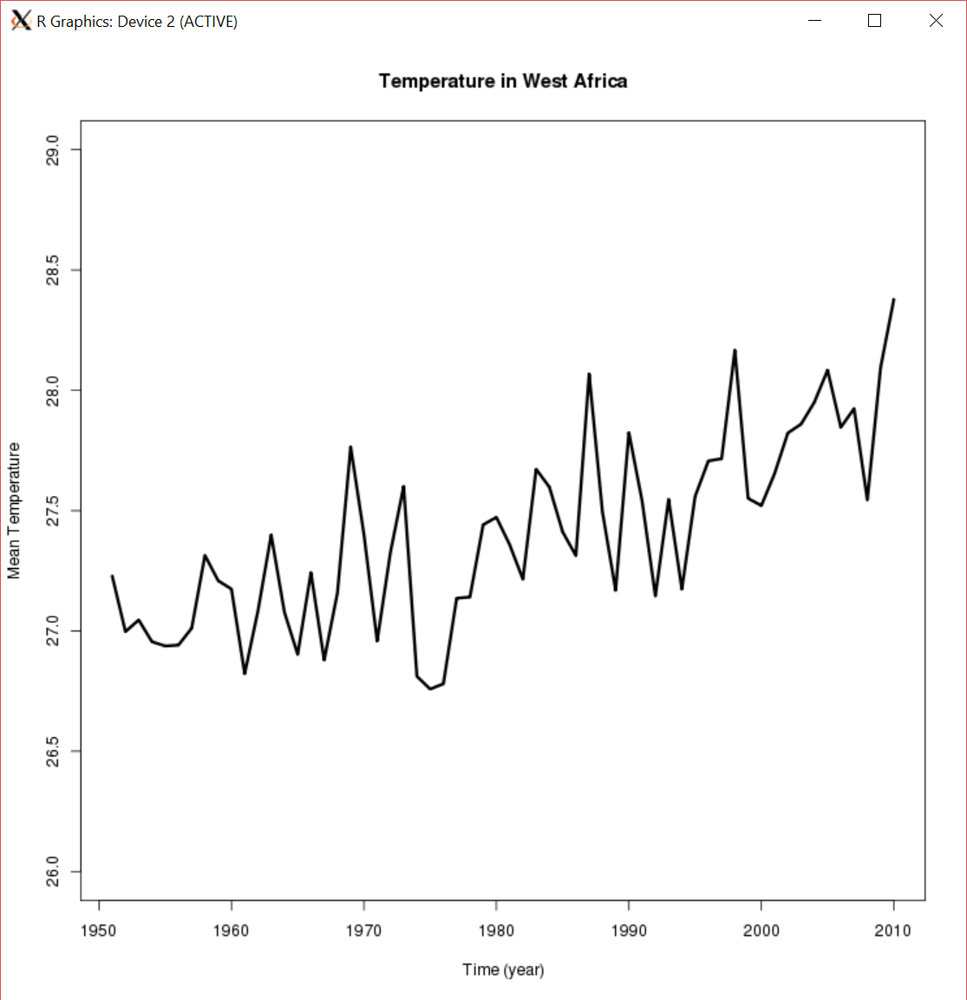 R Graphics: Device 2 (ACTIVE)
Temperature in West Africa
29.0
28.5
28.0
27.5
27.0
26.5
26.0
Mean Temperature
1950 1960 1970 1980 1990 2000 2010
Time (year)